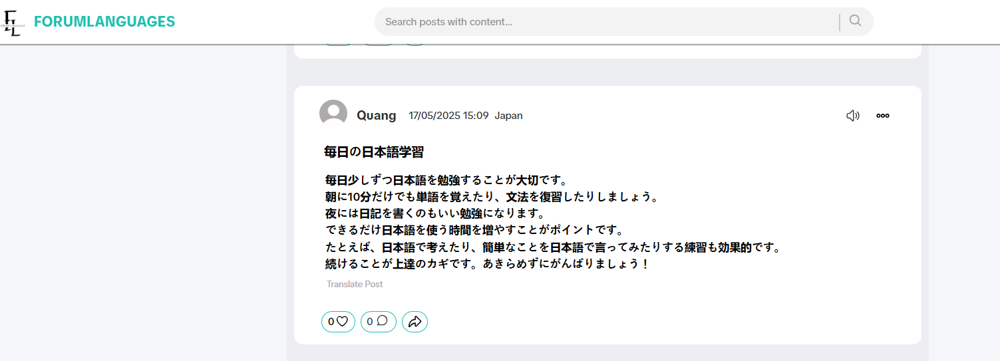 FLL
FORUMLANGUAGES
Search posts with content...
Quang 17/05/2025 15:09 Japan
毎日の日本語学習
毎日少しずつ日本語を勉強することが大切です。
朝に10分だけでも単語を覚えたり、文法を復習したりしましょう。
夜には日記を書くのもいい勉強になります。
できるだけ日本語を使う時間を増やすことがポイントです。
たとえば、日本語で考えたり、簡単なことを日本語で言ってみたりする練習も効果的です。
続けることが上達のカギです。あきらめずにがんばりましょう！
Translate Post
0 0